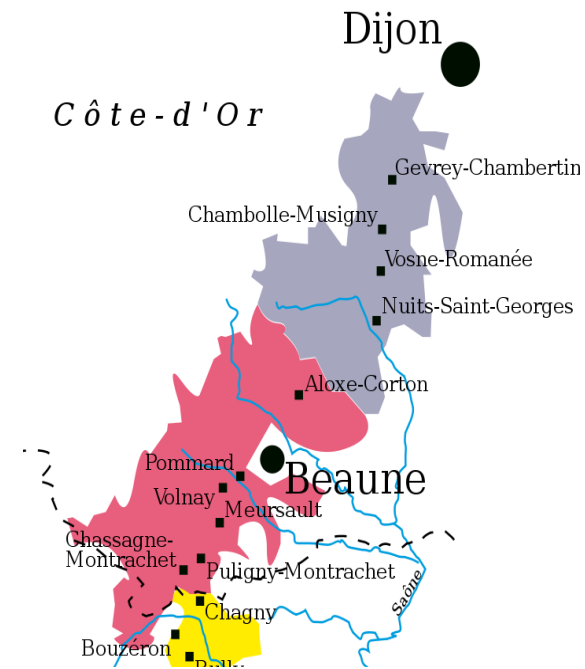 Dijon
Côte-d'Or
Gevrey-Chambertin
Chambolle-Musigny
Vosne-Romanée
Nuits-Saint-Georges
Aloxe-Corton
Pommard
Beaune
Volnay
Meursault
Chassagne-
Montrachet
Puligny-Montrachet
Saône
Chagny
Bouzéron